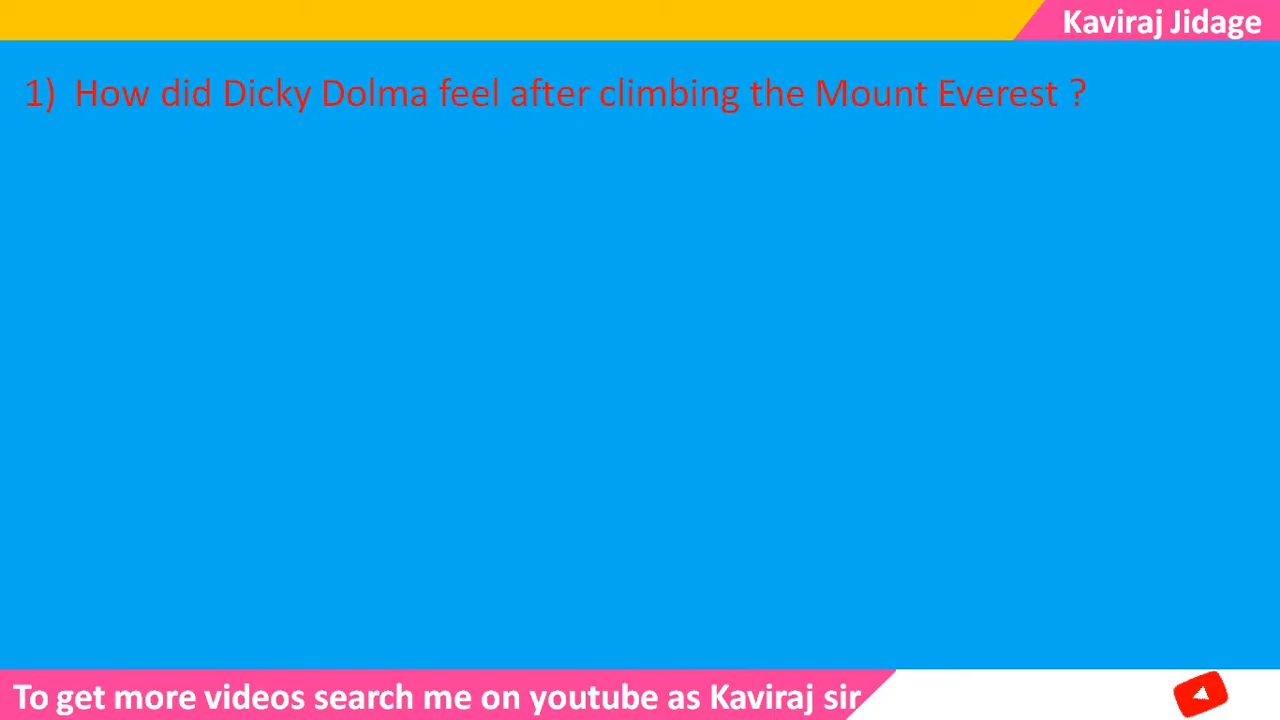 Kaviraj Jidage
1) How did Dicky Dolma feel after climbing the Mount Everest ?
To get more videos search me on youtube as Kaviraj sir